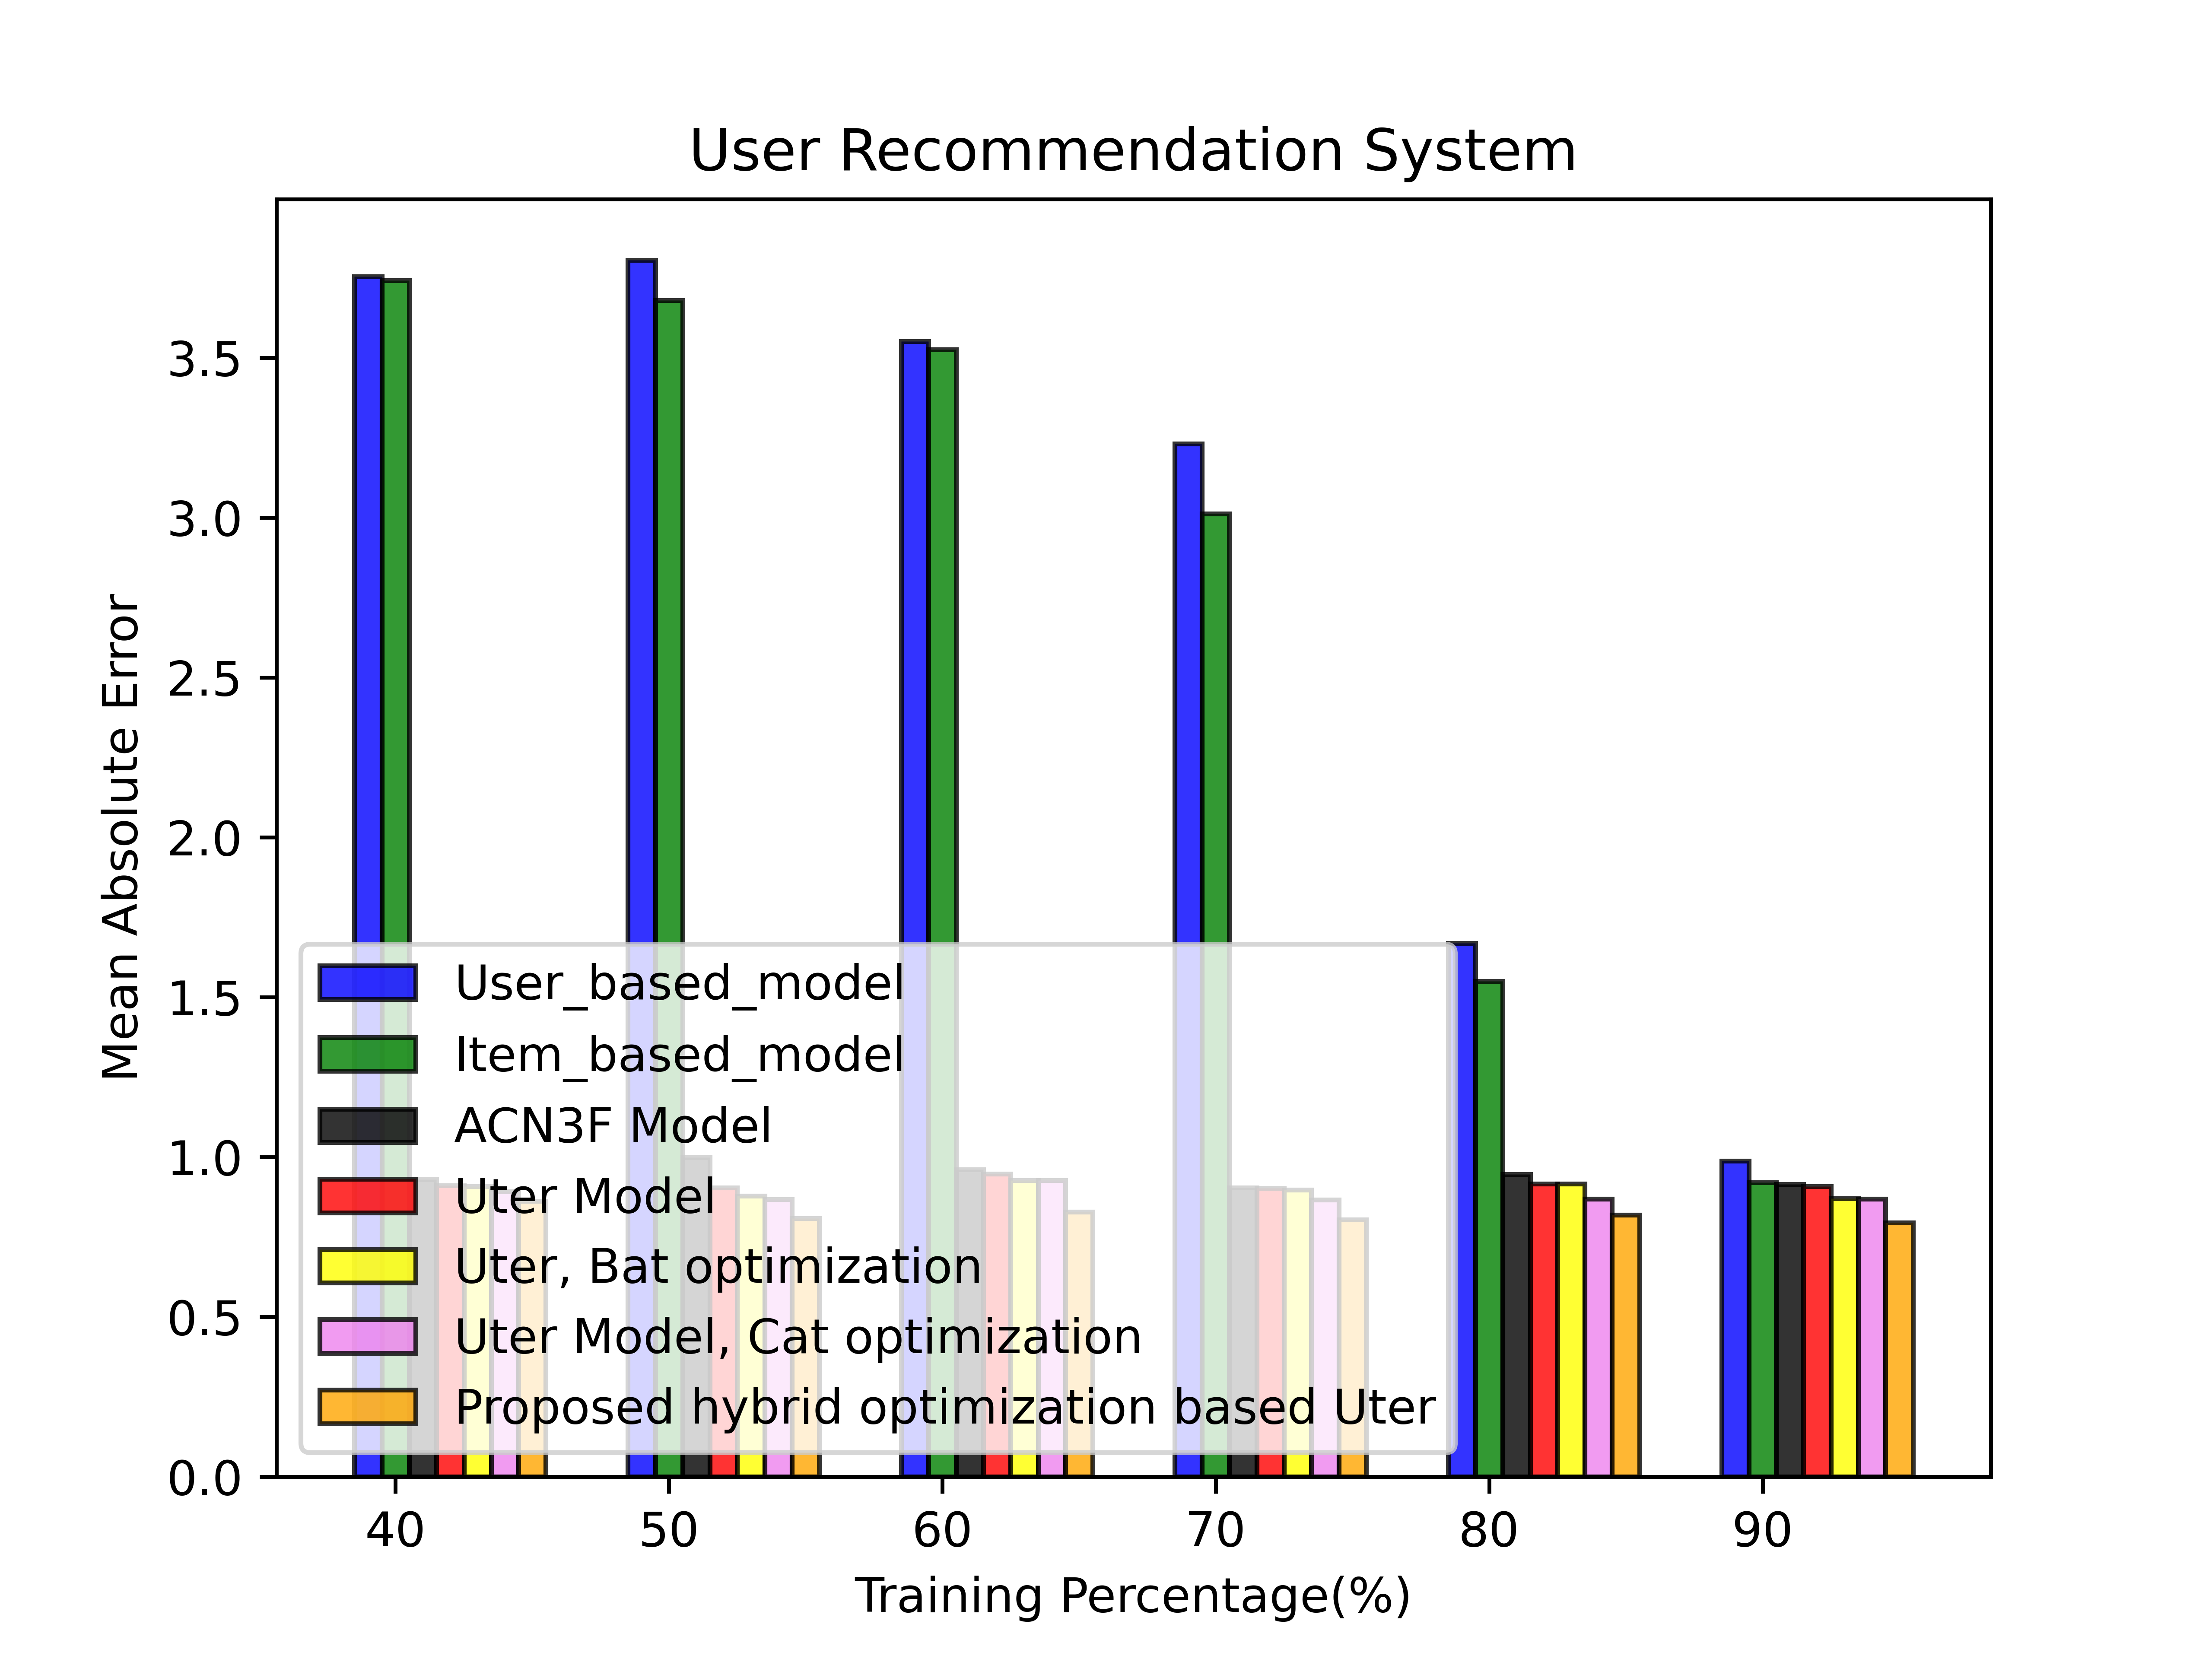 User Recommendation System
Mean Absolute Error
3.5
3.0
2.5
2.0
1.5
1.0
0.5
0.0
User_based_model
Item_based_model
ACN3F Model
Uter Model
Uter, Bat optimization
Uter Model, Cat optimization
Proposed hybrid optimization based Uter
40 50 60 70 80 90
Training Percentage(%)